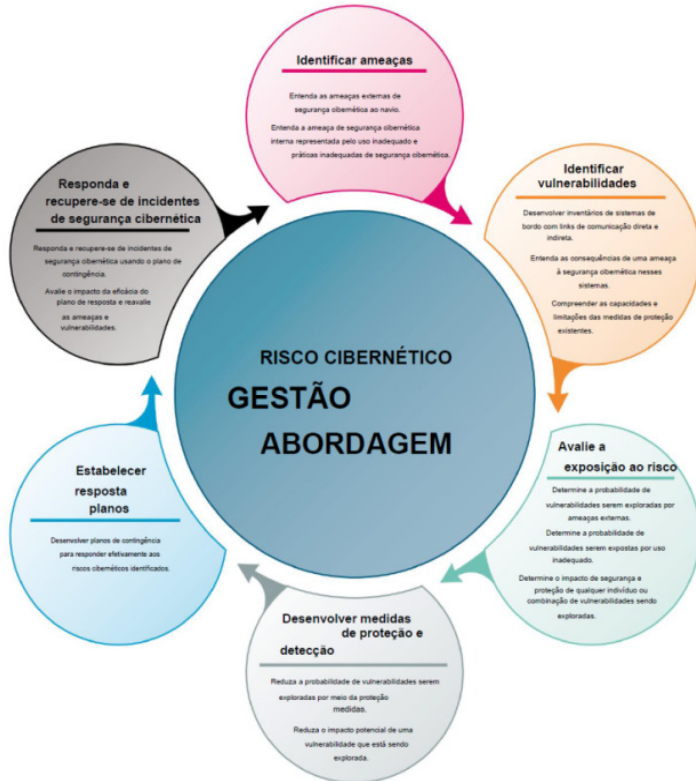 Identificar ameaças
Entenda as ameaças externas de
segurança cibernética ao navio.
Entenda a ameaça de segurança cibernética
interna representada pelo uso inadequado e
práticas inadequadas de segurança cibernética.
Identificar
vulnerabilidades
Desenvolver inventários de sistemas de
bordo com links de comunicação direta e
indireta.
Entenda as consequências de uma ameaça
à segurança cibernética nesses
sistemas.
Compreender as capacidades e
limitações das medidas de proteção
existentes.
Avalie a
exposição ao risco
Determine a probabilidade de
vulnerabilidades serem exploradas por
ameaças externas.
Determine a probabilidade de
vulnerabilidades serem expostas por uso
inadequado.
Determine o impacto de segurança e
proteção de qualquer indivíduo ou
combinação de vulnerabilidades sendo
exploradas.
Desenvolver medidas
de proteção e
detecção
Reduza a probabilidade de vulnerabilidades serem
exploradas por meio da proteção
medidas.
Reduza o impacto potencial de uma
vulnerabilidade que está sendo
explorada.
Estabelecer
resposta
planos
Desenvolver planos de contingência
para responder efetivamente aos
riscos cibernéticos identificados.
Responda e
recupere-se de incidentes
de segurança cibernética
Responda e recupere-se de incidentes de
segurança cibernética usando o plano de
contingência.
Avalie o impacto da eficácia do
plano de resposta e reavalie
as ameaças e
vulnerabilidades.
RISCO CIBERNÉTICO
GESTÃO
ABORDAGEM